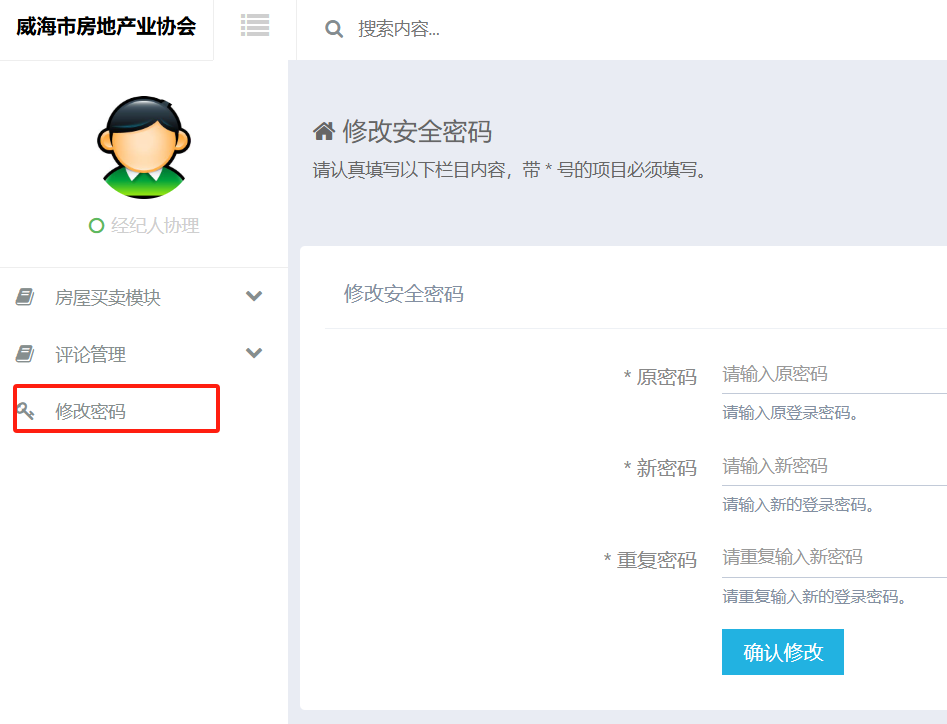 威海市房地产业协会
搜索内容...
经纪人协理
房屋买卖模块
评论管理
修改密码
修改安全密码
请认真填写以下栏目内容，带 * 号的项目必须填写。
修改安全密码
* 原密码 请输入原密码
请输入原登录密码。
* 新密码 请输入新密码
请输入新的登录密码。
* 重复密码 请重复输入新密码
请重复输入新的登录密码。
确认修改